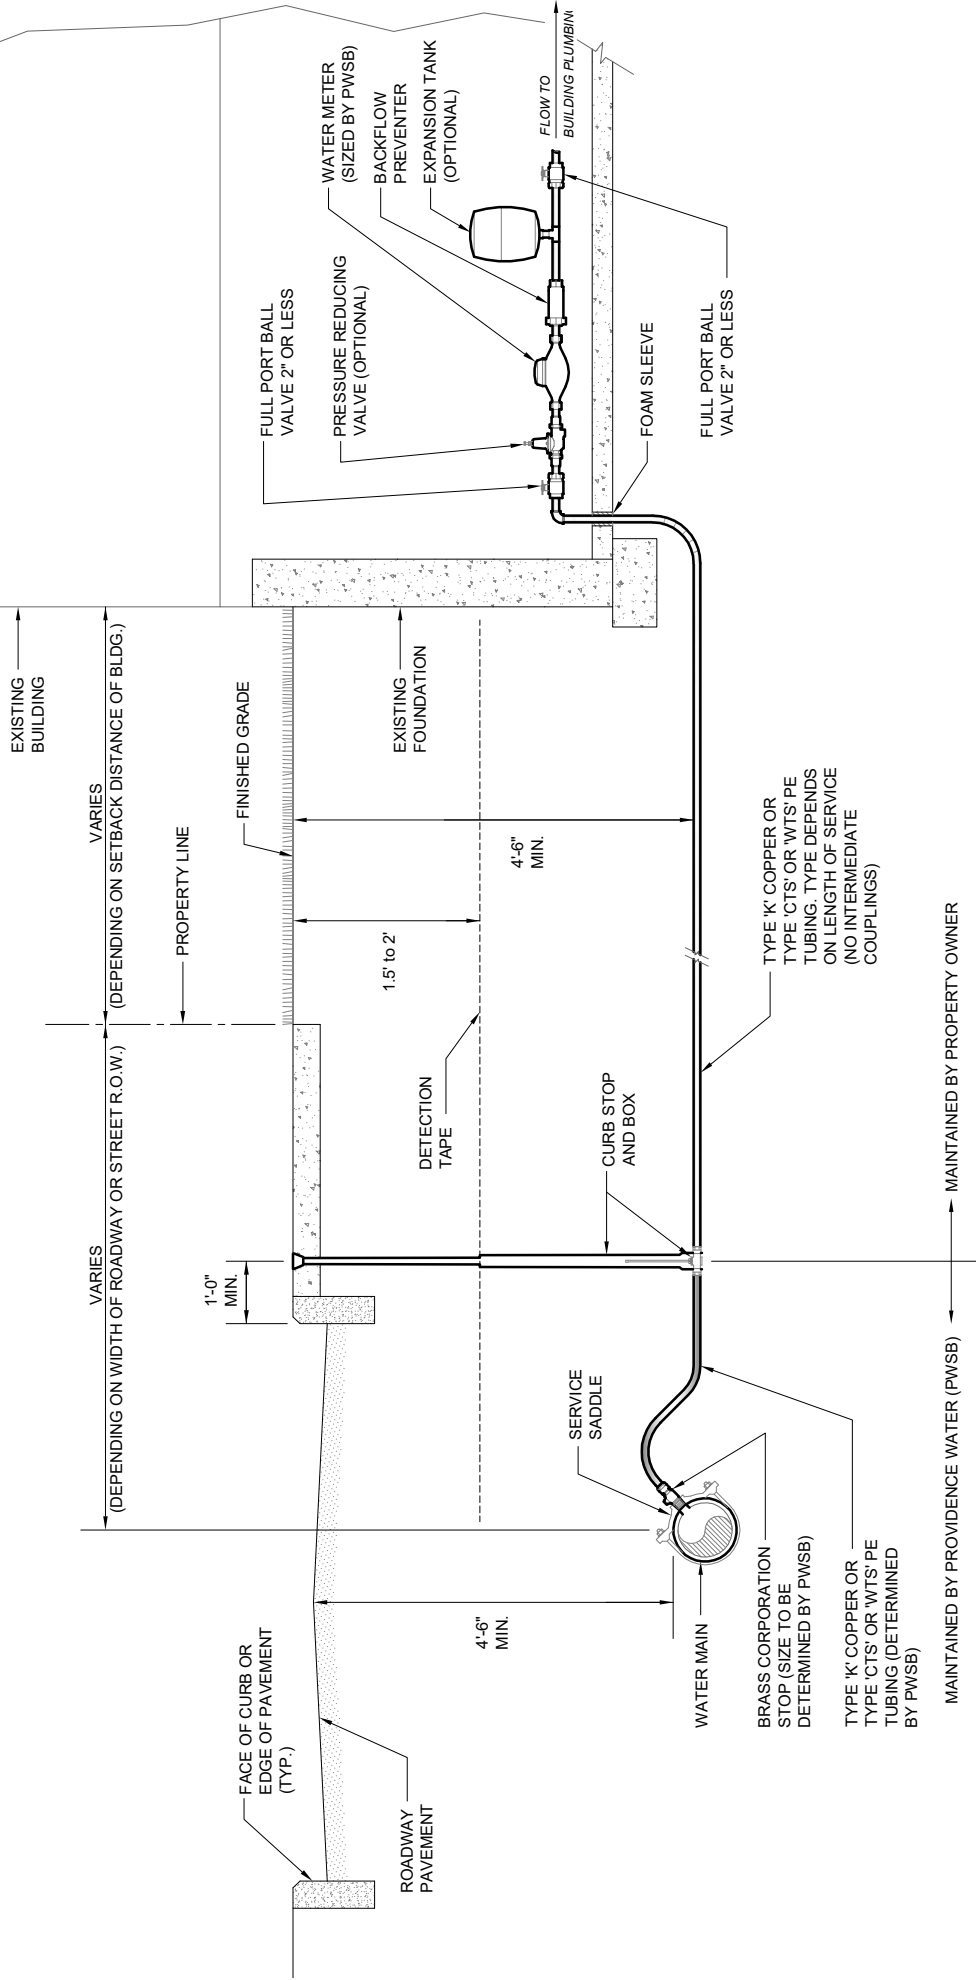 EXISTING
BUILDING
VARIES
(DEPENDING ON SETBACK DISTANCE OF BLDG.)
VARIES
(DEPENDING ON WIDTH OF ROADWAY OR STREET R.O.W.)
PROPERTY LINE
FINISHED GRADE
1'-0"
MIN.
FACE OF CURB OR
EDGE OF PAVEMENT
(TYP.)
ROADWAY
PAVEMENT
FULL PORT BALL
VALVE 2" OR LESS
PRESSURE REDUCING
VALVE (OPTIONAL)
WATER METER
(SIZED BY PWSB)
BACKFLOW
PREVENTER
EXPANSION TANK
(OPTIONAL)
FLOW TO
BUILDING PLUMBING
EXISTING
FOUNDATION
1.5' to 2'
4'-6"
MIN.
DETECTION
TAPE
4'-6"
MIN.
FOAM SLEEVE
FULL PORT BALL
VALVE 2" OR LESS
CURB STOP
AND BOX
SERVICE
SADDLE
WATER MAIN
BRASS CORPORATION
STOP (SIZE TO BE
DETERMINED BY PWSB)
TYPE 'K' COPPER OR
TYPE 'CTS' OR 'WTS' PE
TUBING (DETERMINED
BY PWSB)
TYPE 'K' COPPER OR
TYPE 'CTS' OR 'WTS' PE
TUBING. TYPE DEPENDS
ON LENGTH OF SERVICE
(NO INTERMEDIATE
COUPLINGS)
MAINTAINED BY PROVIDENCE WATER (PWSB)
MAINTAINED BY PROPERTY OWNER